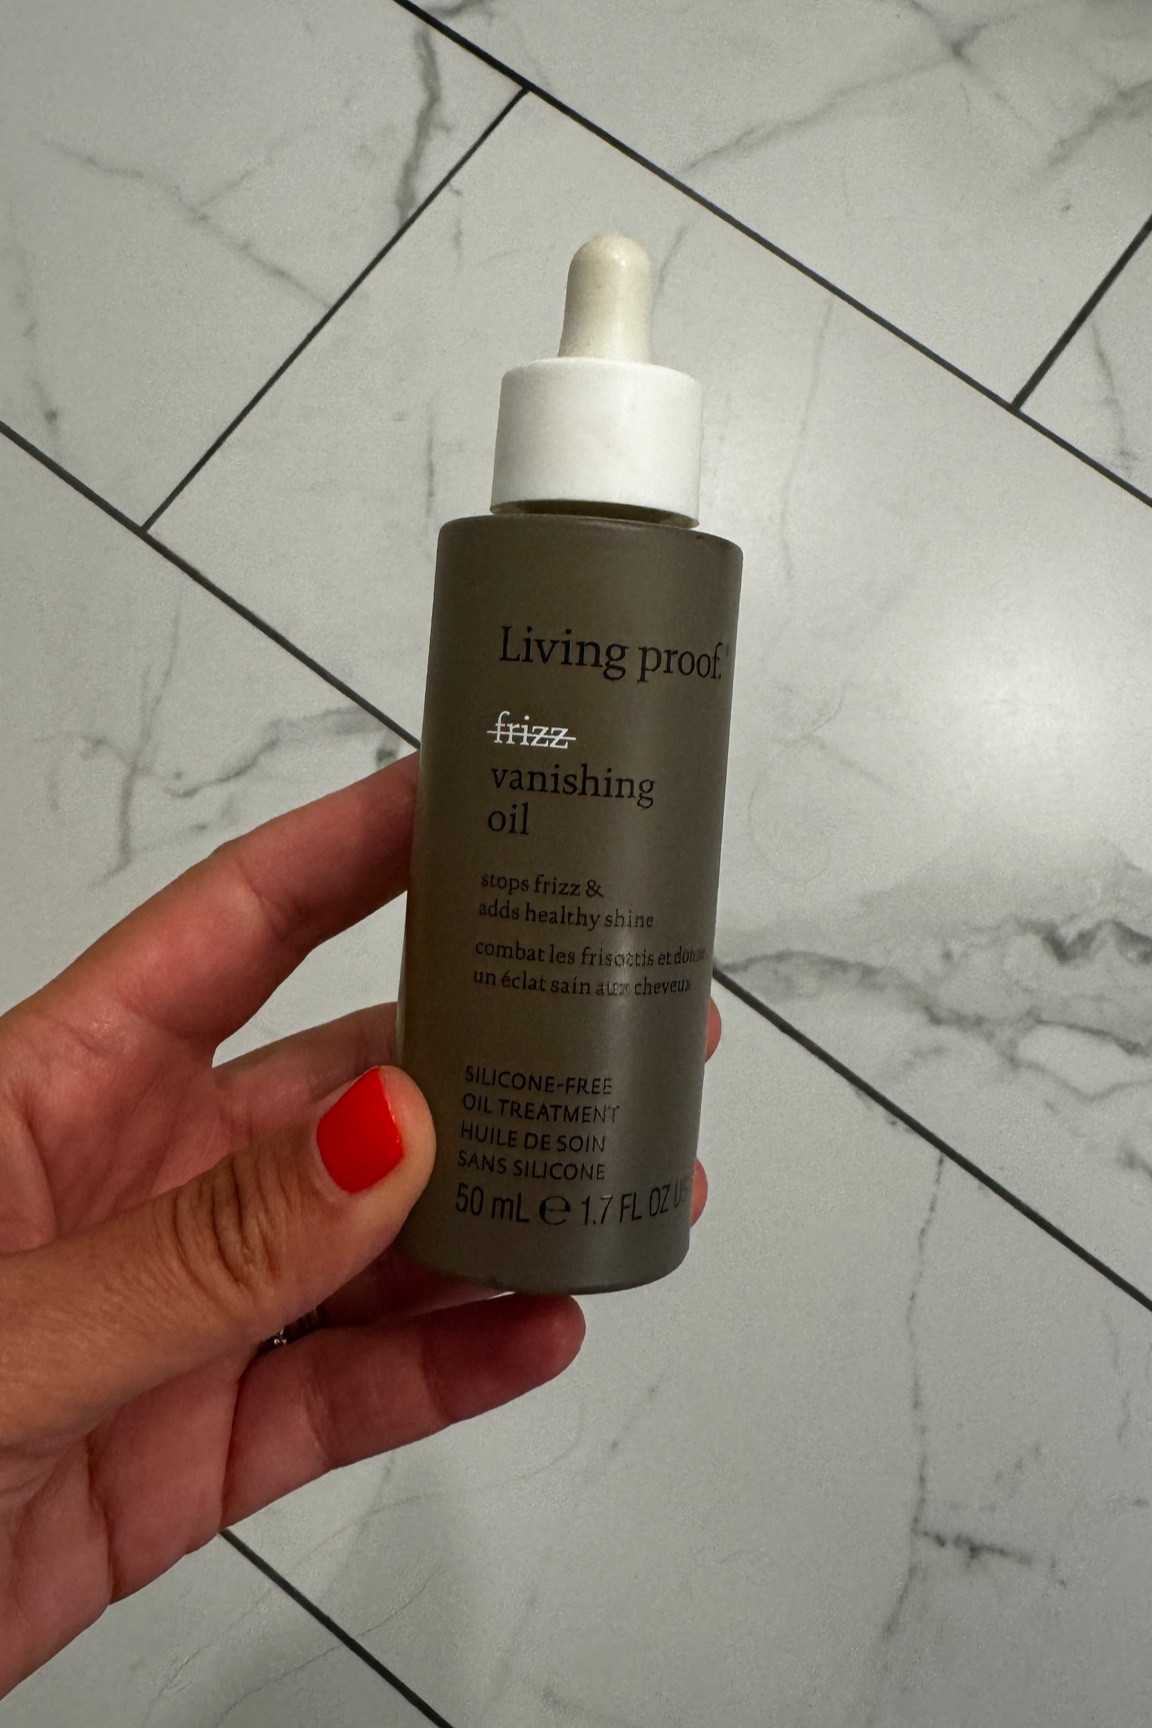 Living proof.
frizz
vanishing
oil
stops frizz &
adds healthy shine
combat les frisottis et donne
un éclat sain aux cheveux
SILICONE-FREE
OIL TREATMENT
HUILE DE SOIN
SANS SILICONE
50 mL ℮ 1.7 FL OZ US